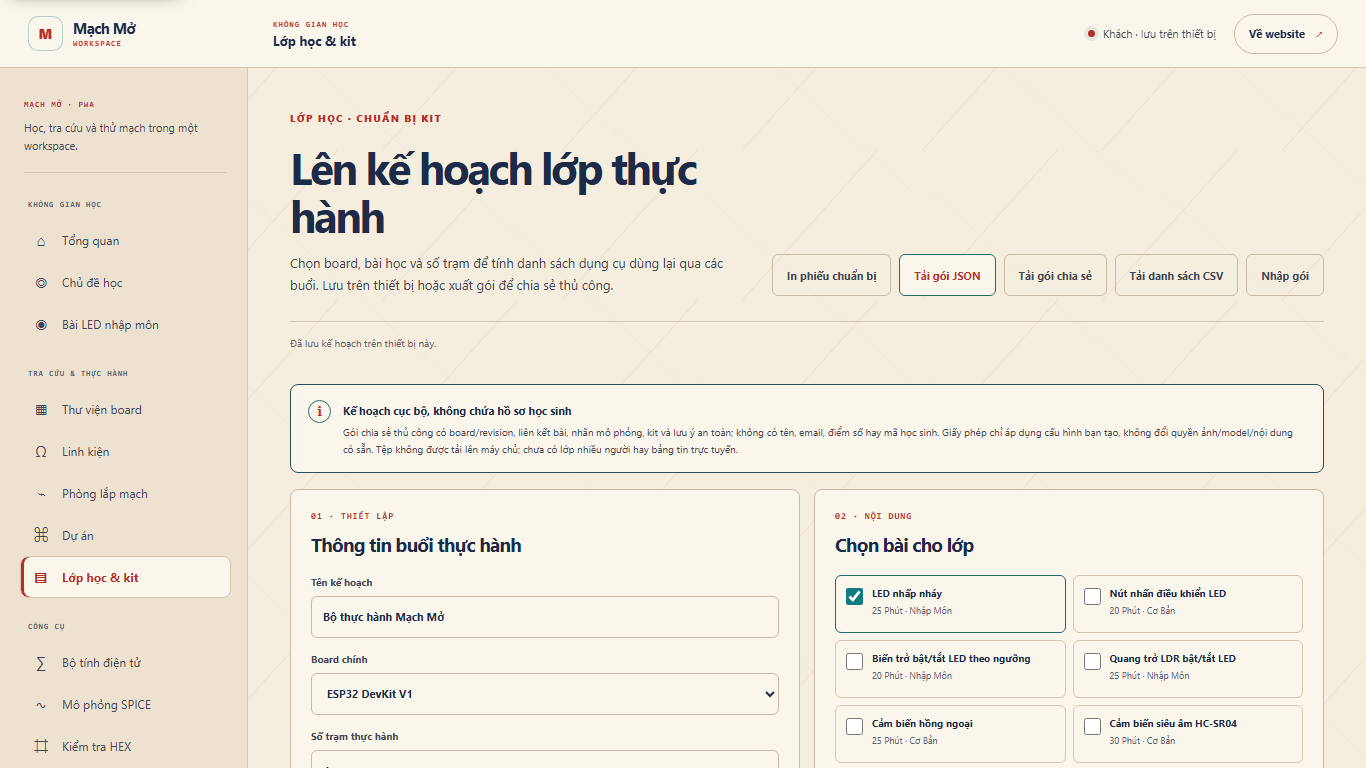 M
Mạch Mở
WORKSPACE
KHÔNG GIAN HỌC
Lớp học & kit
Khách · lưu trên thiết bị
Về website ↗
MẠCH MỞ · PWA
Học, tra cứu và thử mạch trong một
workspace.
KHÔNG GIAN HỌC
Tổng quan
Chủ đề học
Bài LED nhập môn
TRA CỨU & THỰC HÀNH
Thư viện board
Ω Linh kiện
Phòng lắp mạch
⌘ Dự án
Lớp học & kit
CÔNG CỤ
∑ Bộ tính điện tử
∿ Mô phỏng SPICE
Kiểm tra HEX
LỚP HỌC · CHUẨN BỊ KIT
Lên kế hoạch lớp thực
hành
Chọn board, bài học và số trạm để tính danh sách dụng cụ dùng lại qua các
buổi. Lưu trên thiết bị hoặc xuất gói để chia sẻ thủ công.
In phiếu chuẩn bị
Tải gói JSON
Tải gói chia sẻ
Tải danh sách CSV
Nhập gói
Đã lưu kế hoạch trên thiết bị này.
i
Kế hoạch cục bộ, không chứa hồ sơ học sinh
Gói chia sẻ thủ công có board/revision, liên kết bài, nhãn mô phỏng, kit và lưu ý an toàn; không có tên, email, điểm số hay mã học sinh. Giấy phép chỉ áp dụng cấu hình bạn tạo, không đổi quyền ảnh/model/nội dung
có sẵn. Tệp không được tải lên máy chủ; chưa có lớp nhiều người hay bảng tin trực tuyến.
01 · THIẾT LẬP
Thông tin buổi thực hành
Tên kế hoạch
Bộ thực hành Mạch Mở
Board chính
ESP32 DevKit V1
Số trạm thực hành
02 · NỘI DUNG
Chọn bài cho lớp
LED nhấp nháy
25 Phút · Nhập Môn
Nút nhấn điều khiển LED
20 Phút · Cơ Bản
Biến trở bật/tắt LED theo ngưỡng
20 Phút · Nhập Môn
Quang trở LDR bật/tắt LED
25 Phút · Nhập Môn
Cảm biến hồng ngoại
25 Phút · Cơ Bản
Cảm biến siêu âm HC-SR04
30 Phút · Cơ Bản